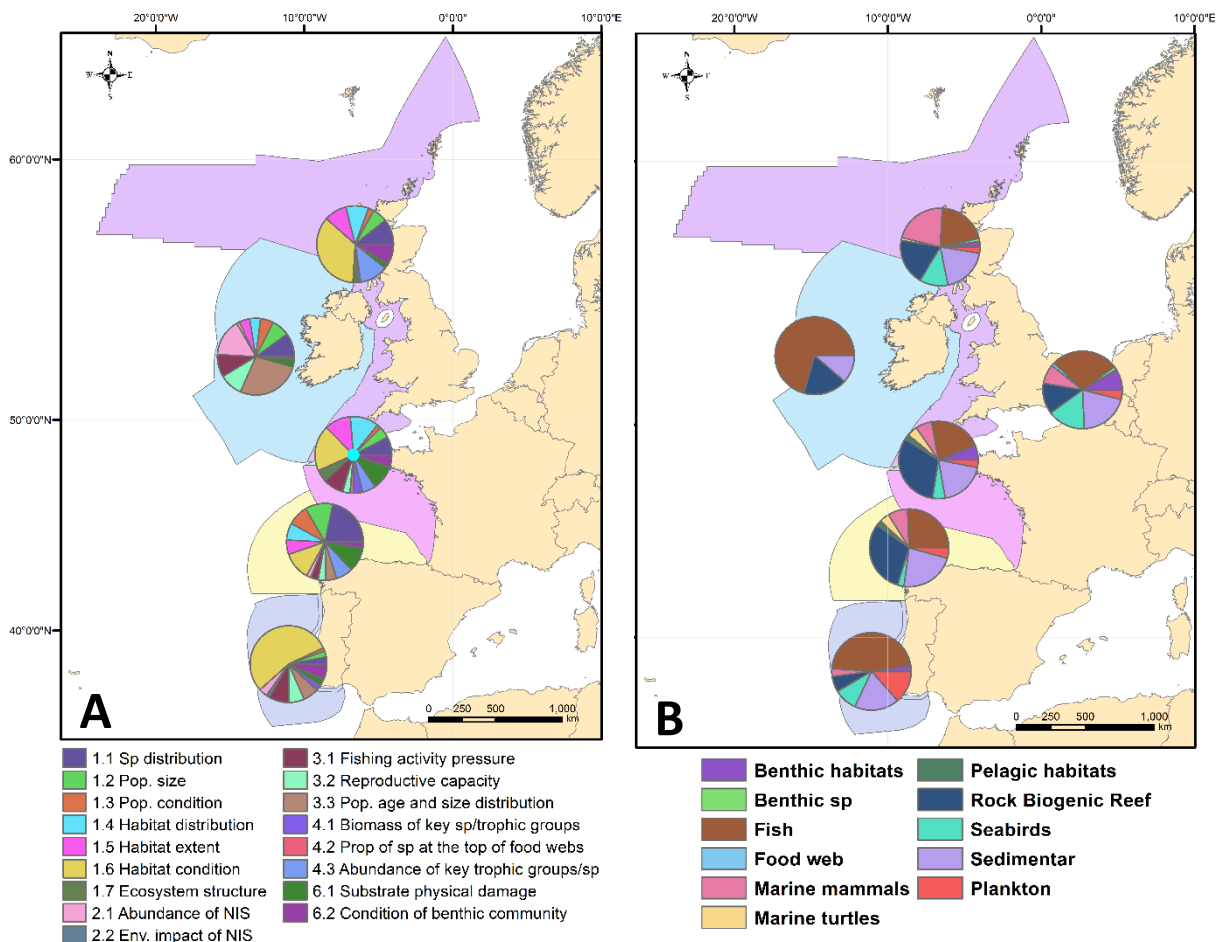 20°0'0"W 10°0'0"W 0°0'0" 10°0'0"E
20°0'0"W 10°0'0"W 0°0'0" 10°0'0"E
N
W E
S
N
W E
S
60°0'0"N
50°0'0"N
40°0'0"N
A
0 250 500 1,000
km
B
0 250 500 1,000
km
1.1 Sp distribution
1.2 Pop. size
1.3 Pop. condition
1.4 Habitat distribution
1.5 Habitat extent
1.6 Habitat condition
1.7 Ecosystem structure
2.1 Abundance of NIS
2.2 Env. impact of NIS
3.1 Fishing activity pressure
3.2 Reproductive capacity
3.3 Pop. age and size distribution
4.1 Biomass of key sp/trophic groups
4.2 Prop of sp at the top of food webs
4.3 Abundance of key trophic groups/sp
6.1 Substrate physical damage
6.2 Condition of benthic community
Benthic habitats
Benthic sp
Fish
Food web
Marine mammals
Marine turtles
Pelagic habitats
Rock Biogenic Reef
Seabirds
Sedimentar
Plankton